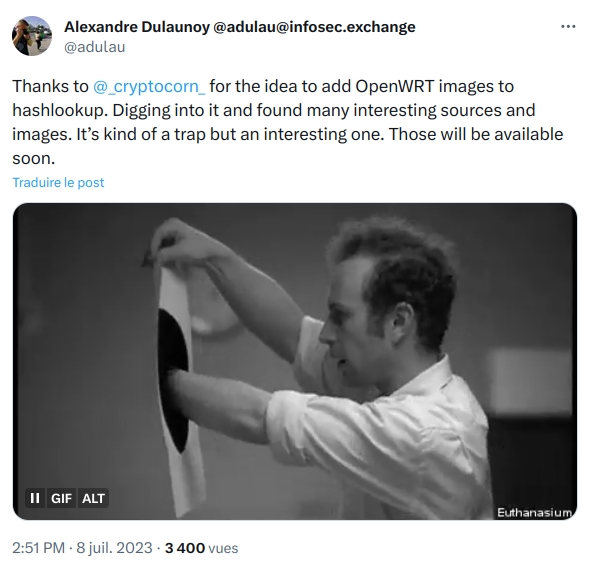 Alexandre Dulaunoy @adulau@infosec.exchange
@adulau
Thanks to @_cryptocorn_ for the idea to add OpenWRT images to
hashlookup. Digging into it and found many interesting sources and
images. It’s kind of a trap but an interesting one. Those will be available
soon.
Traduire le post
GIF ALT
Euthanasium
2:51 PM · 8 juil. 2023 · 3 400 vues